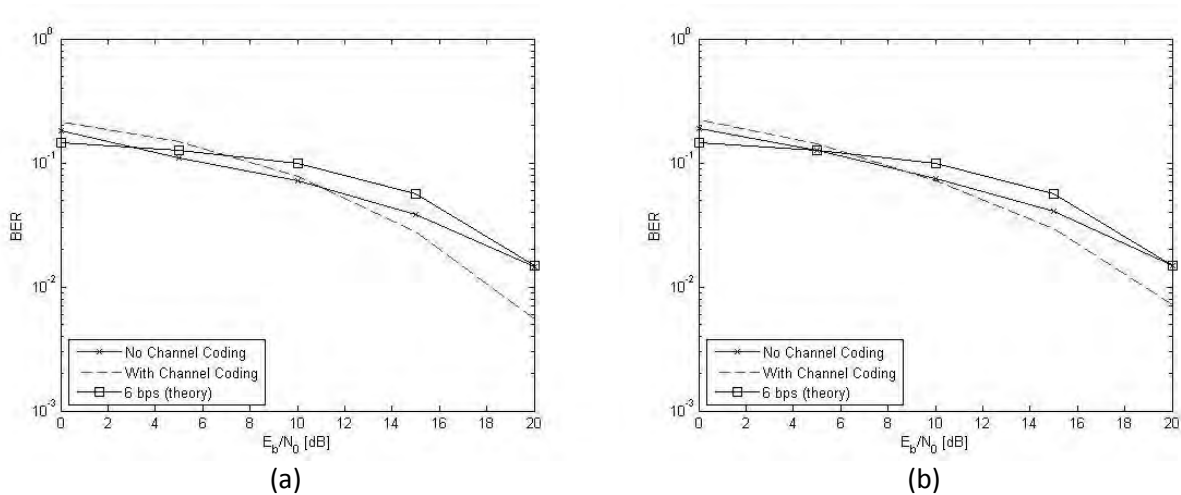 10^0
10^-1
10^-2
10^-3
BER
0 2 4 6 8 10 12 14 16 18 20
E_b/N_0 [dB]
No Channel Coding
With Channel Coding
6 bps (theory)
(a)
10^0
10^-1
10^-2
10^-3
BER
0 2 4 6 8 10 12 14 16 18 20
E_b/N_0 [dB]
No Channel Coding
With Channel Coding
6 bps (theory)
(b)